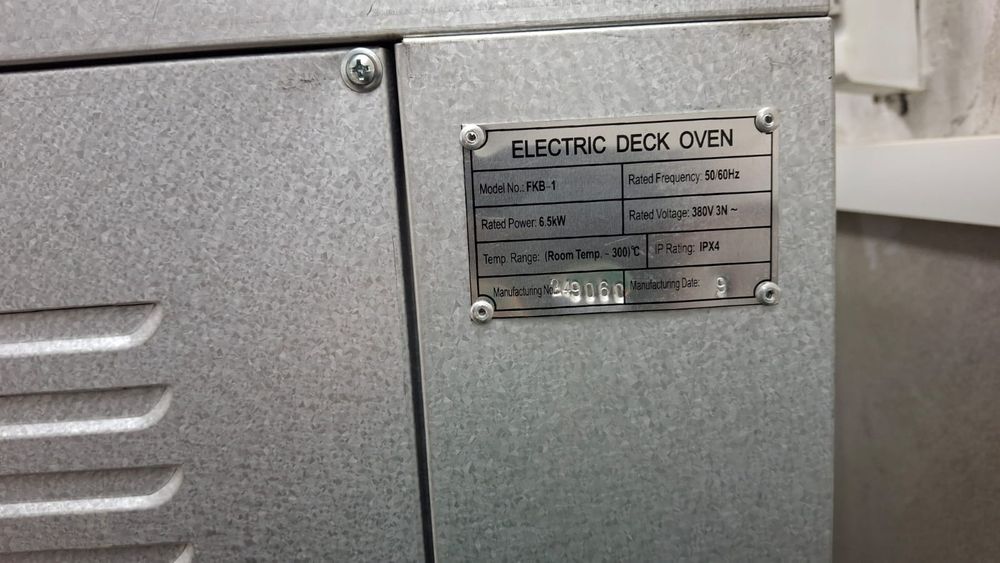 ELECTRIC DECK OVEN
Model No.: FKB-1
Rated Frequency: 50/60Hz
Rated Power: 6.5kW
Rated Voltage: 380V 3N ~
Temp. Range: (Room Temp. - 300)℃
IP Rating: IPX4
Manufacturing No.:
Manufacturing Date: 9